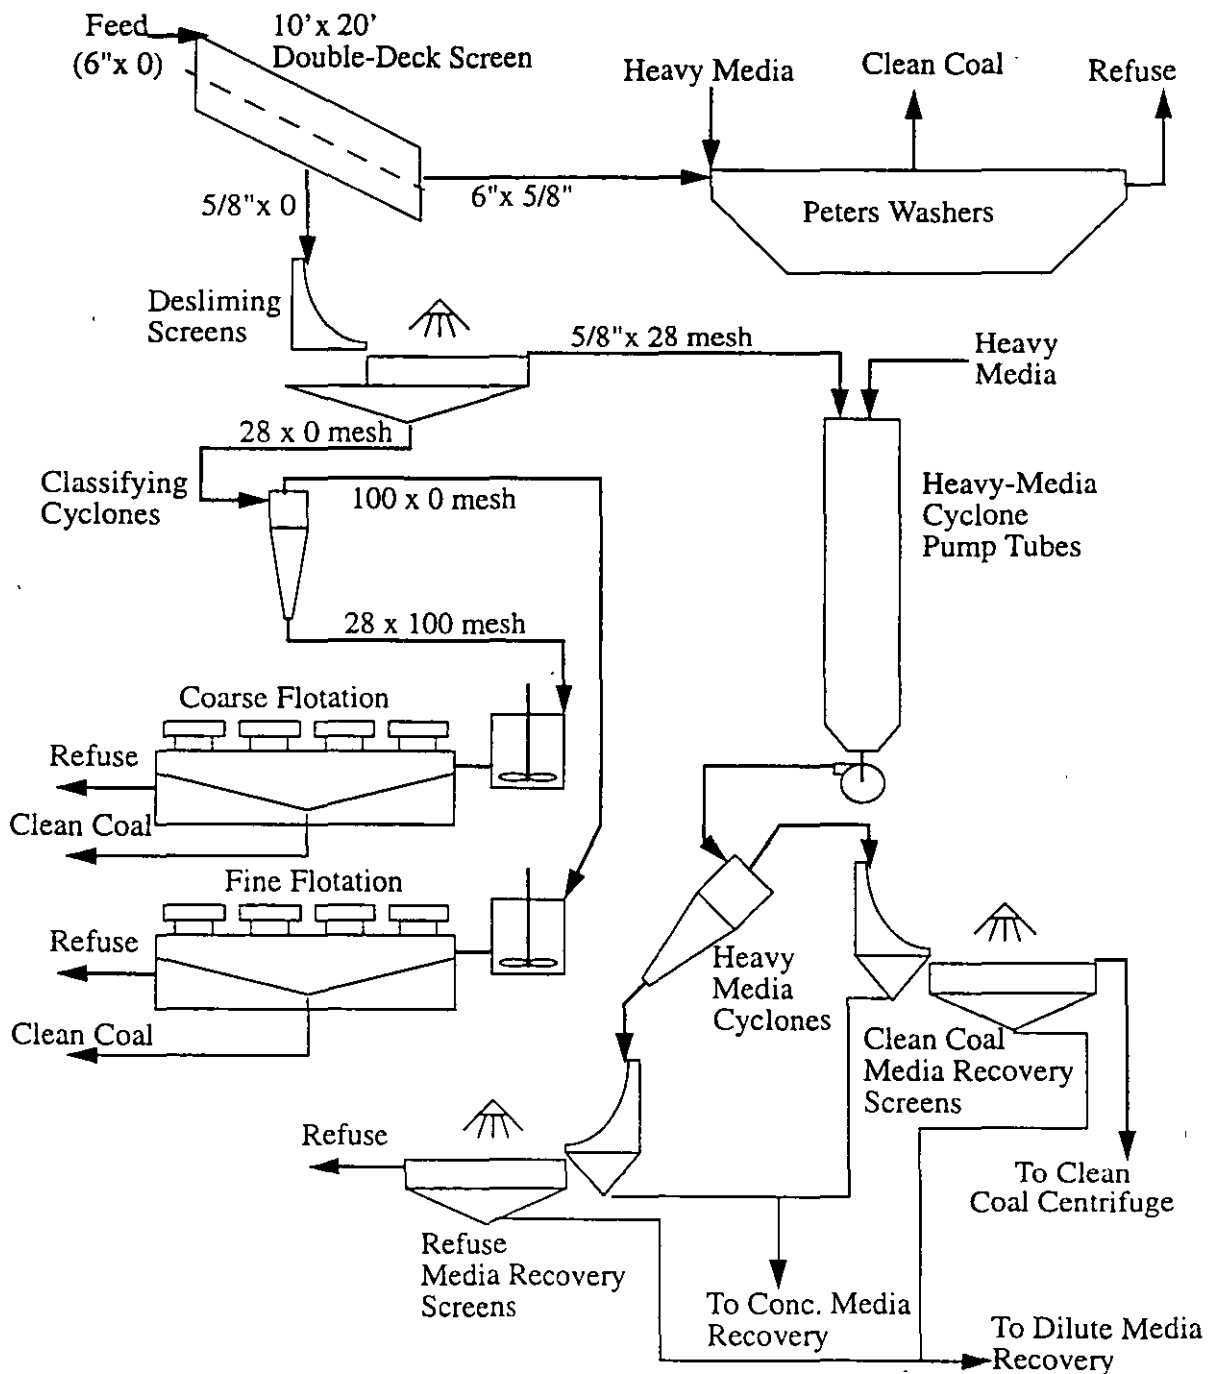 Feed
(6"x 0)
10' x 20'
Double-Deck Screen
Heavy Media
Clean Coal
Refuse
5/8"x 0
6"x 5/8"
Peters Washers
Desliming
Screens
5/8"x 28 mesh
Heavy
Media
28 x 0 mesh
Classifying
Cyclones
100 x 0 mesh
Heavy-Media
Cyclone
Pump Tubes
28 x 100 mesh
Coarse Flotation
Refuse
Clean Coal
Fine Flotation
Refuse
Clean Coal
Heavy
Media
Cyclones
Clean Coal
Media Recovery
Screens
Refuse
To Clean
Coal Centrifuge
Refuse
Media Recovery
Screens
To Conc. Media
Recovery
To Dilute Media
Recovery